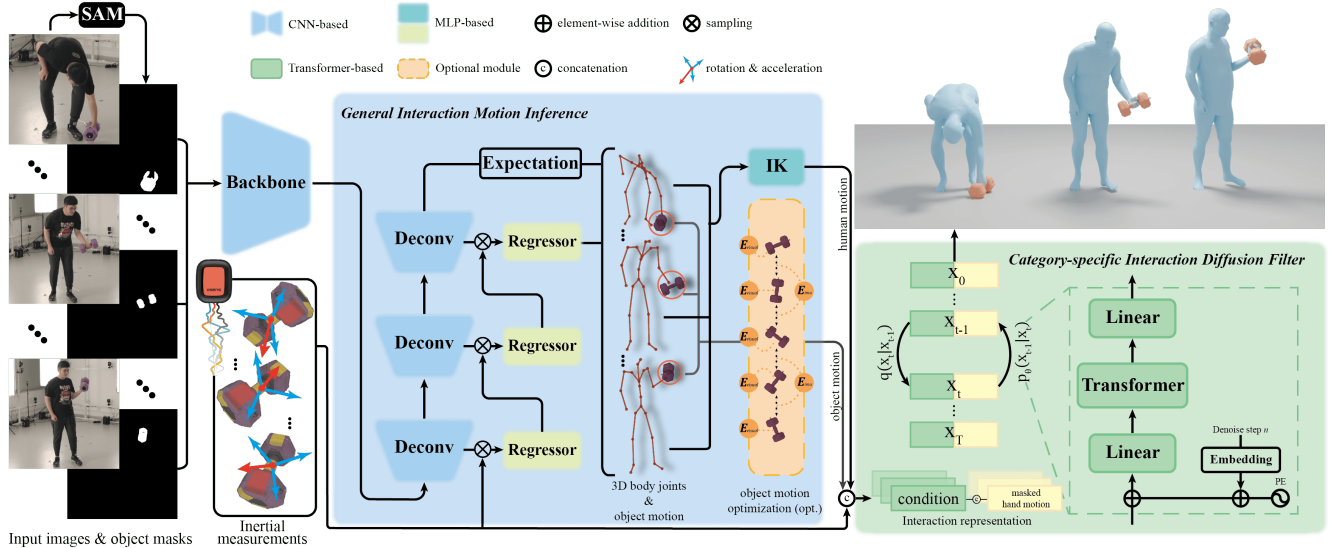 SAM
CNN-based
MLP-based
element-wise addition
sampling
Transformer-based
Optional module
concatenation
rotation & acceleration
General Interaction Motion Inference
Backbone
Expectation
IK
Deconv
Regressor
Deconv
Regressor
Deconv
Regressor
3D body joints
&
object motion
object motion
optimization (opt.)
human motion
object motion
Input images & object masks
Inertial
measurements
Category-specific Interaction Diffusion Filter
X0
Xt-1
Xt
XT
q(xt|xt-1)
pθ(xt-1|xt)
Linear
Transformer
Linear
Denoise step n
Embedding
PE
c
condition
c
masked
hand motion
Interaction representation